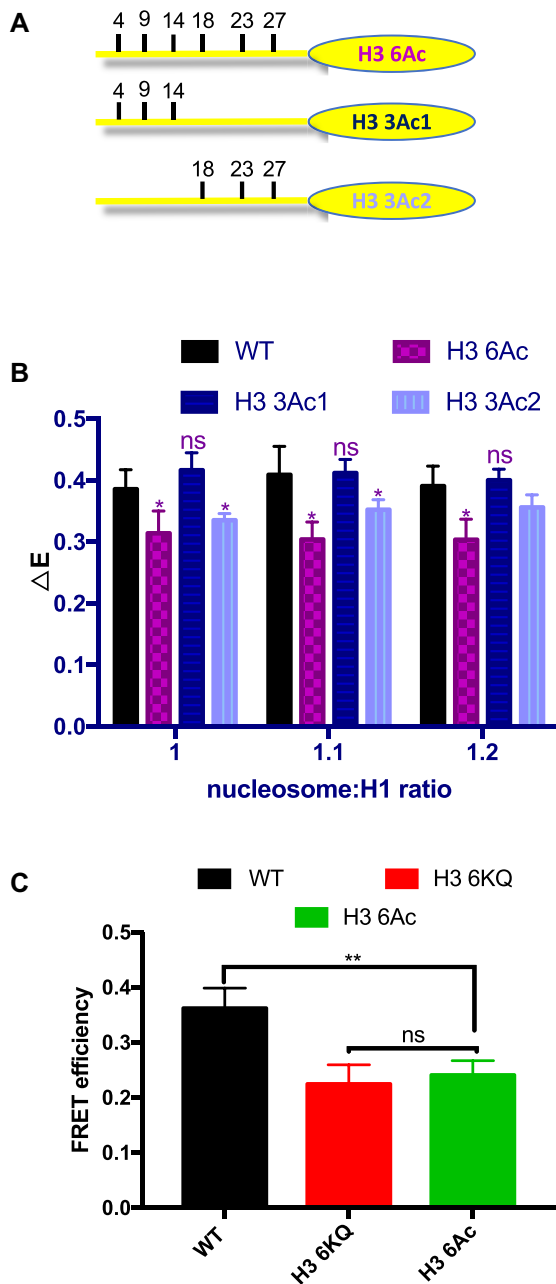 A
4 9 14 18 23 27
H3 6Ac
4 9 14
H3 3Ac1
18 23 27
H3 3Ac2
B
WT
H3 6Ac
H3 3Ac1
H3 3Ac2
0.5
0.4
0.3
0.2
0.1
0.0
△E
* ns *
* ns *
* ns
1 1.1 1.2
nucleosome:H1 ratio
C
WT
H3 6KQ
H3 6Ac
0.5
0.4
0.3
0.2
0.1
0.0
FRET efficiency
**
ns
WT
H3 6KQ
H3 6Ac